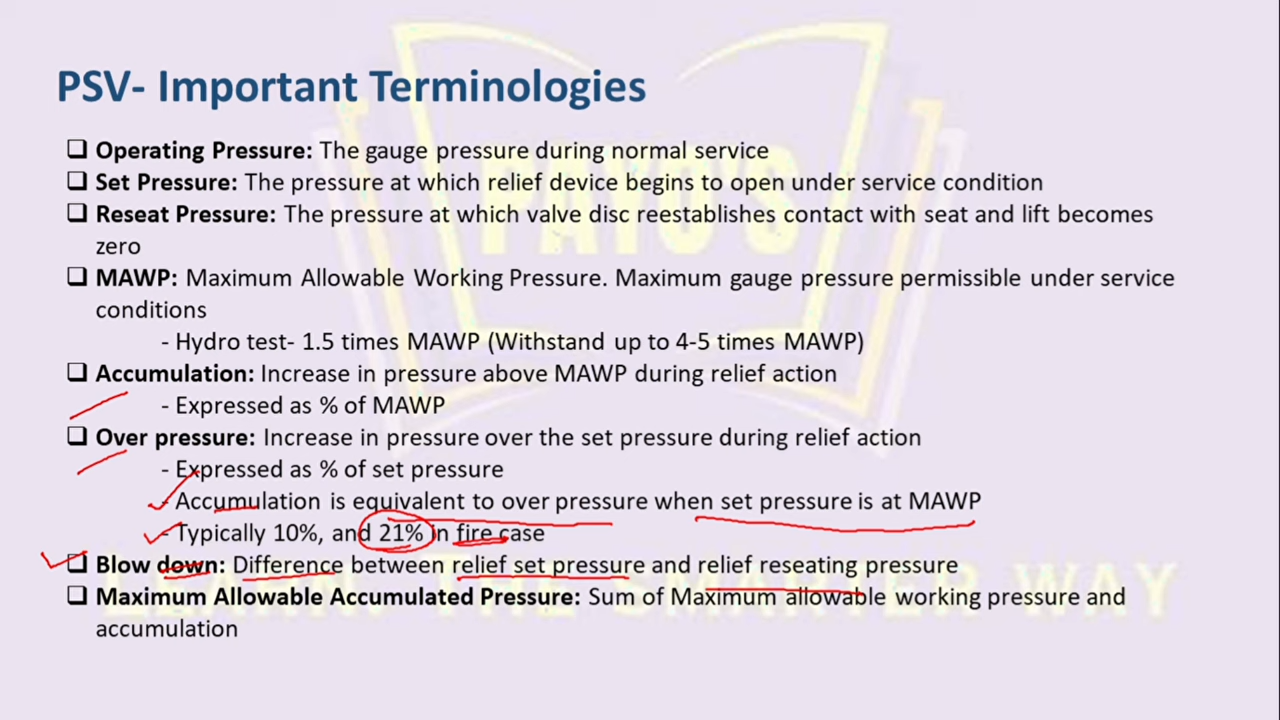 PSV- Important Terminologies
❑ Operating Pressure: The gauge pressure during normal service
❑ Set Pressure: The pressure at which relief device begins to open under service condition
❑ Reseat Pressure: The pressure at which valve disc reestablishes contact with seat and lift becomes
zero
❑ MAWP: Maximum Allowable Working Pressure. Maximum gauge pressure permissible under service
conditions
- Hydro test- 1.5 times MAWP (Withstand up to 4-5 times MAWP)
❑ Accumulation: Increase in pressure above MAWP during relief action
- Expressed as % of MAWP
❑ Over pressure: Increase in pressure over the set pressure during relief action
- Expressed as % of set pressure
- Accumulation is equivalent to over pressure when set pressure is at MAWP
- Typically 10%, and 21% in fire case
❑ Blow down: Difference between relief set pressure and relief reseating pressure
❑ Maximum Allowable Accumulated Pressure: Sum of Maximum allowable working pressure and
accumulation
PAYO'S
LEARN THE SMARTER WAY